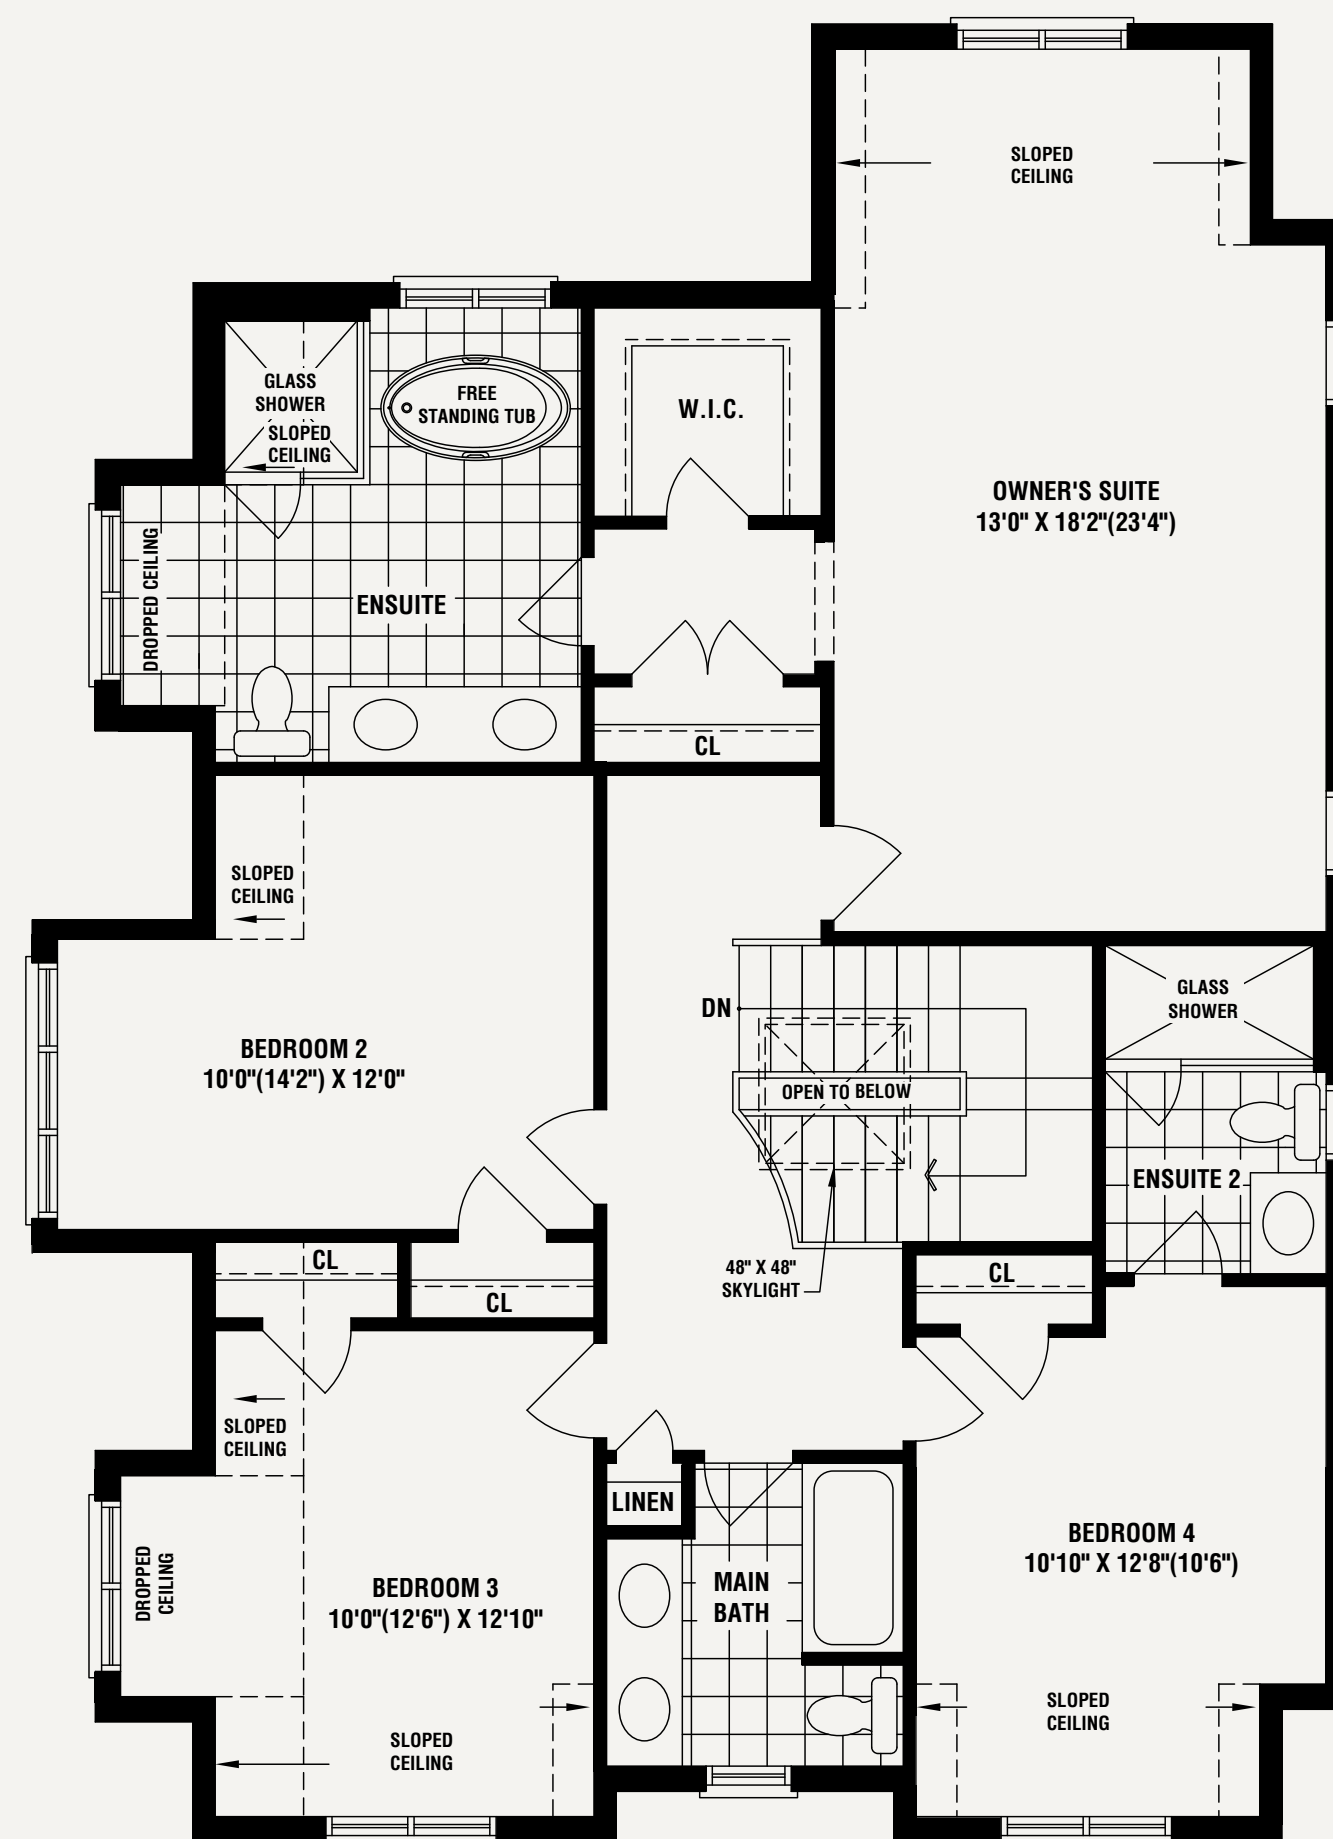 SLOPED
CEILING
GLASS
SHOWER
SLOPED
CEILING
FREE
STANDING TUB
W.I.C.
OWNER'S SUITE
13'0" X 18'2"(23'4")
DROPPED CEILING
ENSUITE
CL
SLOPED
CEILING
BEDROOM 2
10'0"(14'2") X 12'0"
DN
OPEN TO BELOW
GLASS
SHOWER
ENSUITE 2
48" X 48"
SKYLIGHT
CL
CL
CL
SLOPED
CEILING
LINEN
DROPPED
CEILING
BEDROOM 3
10'0"(12'6") X 12'10"
MAIN
BATH
BEDROOM 4
10'10" X 12'8"(10'6")
SLOPED
CEILING
SLOPED
CEILING